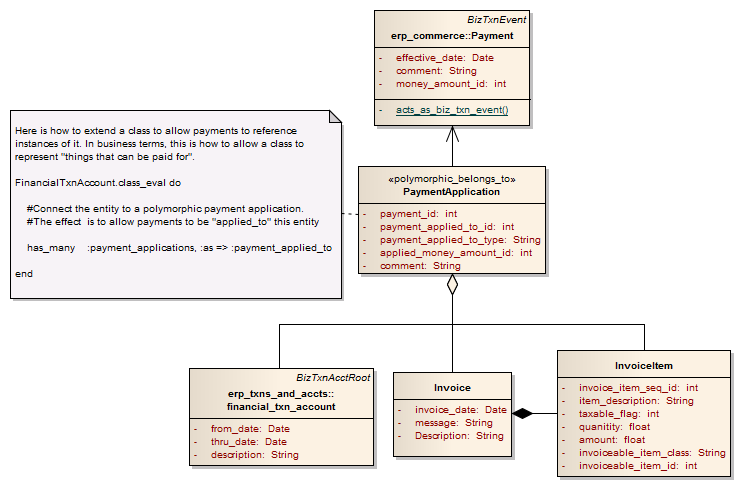 BizTxnEvent
erp_commerce::Payment
- effective_date: Date
- comment: String
- money_amount_id: int
- acts_as_biz_txn_event()
Here is how to extend a class to allow payments to reference
instances of it. In business terms, this is how to allow a class to
represent "things that can be paid for".
FinancialTxnAccount.class_eval do
#Connect the entity to a polymorphic payment application.
#The effect is to allow payments to be "applied_to" this entity
has_many :payment_applications, :as => :payment_applied_to
end
«polymorphic_belongs_to»
PaymentApplication
- payment_id: int
- payment_applied_to_id: int
- payment_applied_to_type: String
- applied_money_amount_id: int
- comment: String
BizTxnAcctRoot
erp_txns_and_accts::
financial_txn_account
- from_date: Date
- thru_date: Date
- description: String
Invoice
- invoice_date: Date
- message: String
- Description: String
InvoiceItem
- invoice_item_seq_id: int
- item_description: String
- taxable_flag: int
- quanitity: float
- amount: float
- invoiceable_item_class: String
- invoiceable_item_id: int